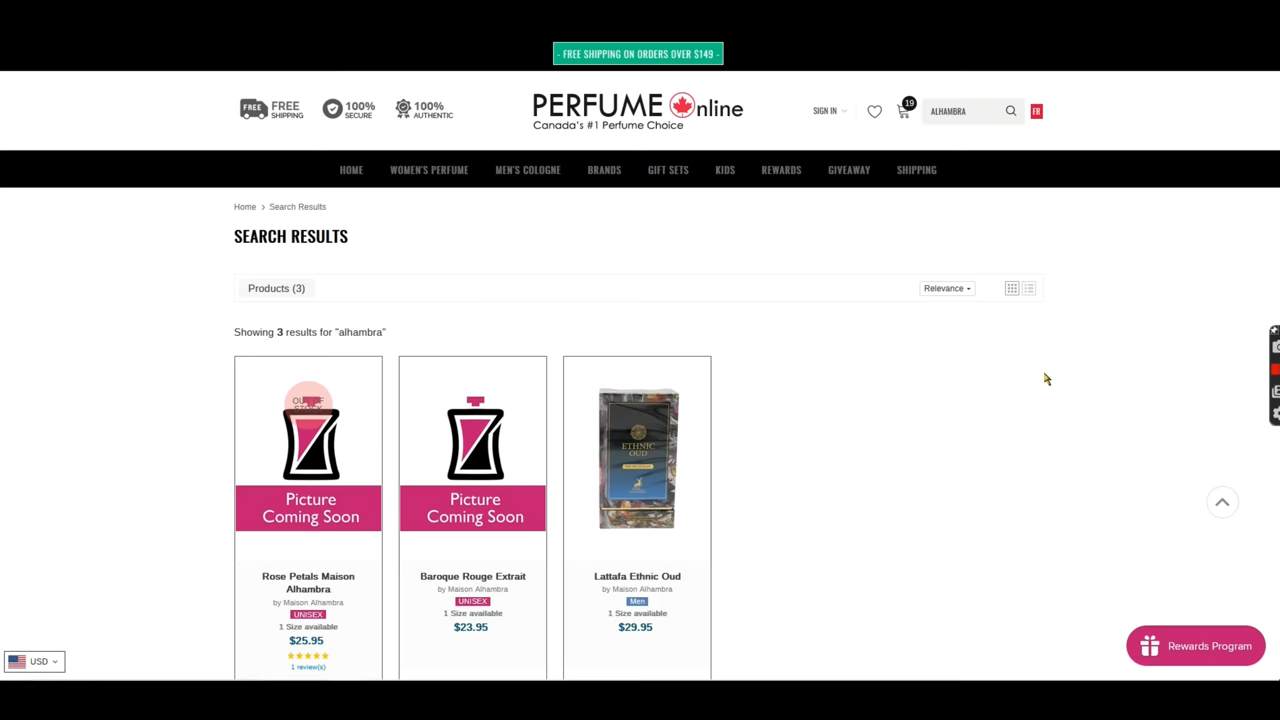 - FREE SHIPPING ON ORDERS OVER $149 -
FREE SHIPPING
100% SECURE
100% AUTHENTIC
PERFUME Online
Canada's #1 Perfume Choice
SIGN IN
19
ALHAMBRA
FR
HOME WOMEN'S PERFUME MEN'S COLOGNE BRANDS GIFT SETS KIDS REWARDS GIVEAWAY SHIPPING
Home > Search Results
SEARCH RESULTS
Products (3)
Relevance
Showing 3 results for "alhambra"
OUT OF
STOCK
Picture
Coming Soon
Rose Petals Maison
Alhambra
by Maison Alhambra
UNISEX
1 Size available
$25.95
1 review(s)
Picture
Coming Soon
Baroque Rouge Extrait
by Maison Alhambra
UNISEX
1 Size available
$23.95
ETHNIC
OUD
Lattafa Ethnic Oud
by Maison Alhambra
Men
1 Size available
$29.95
USD
Rewards Program